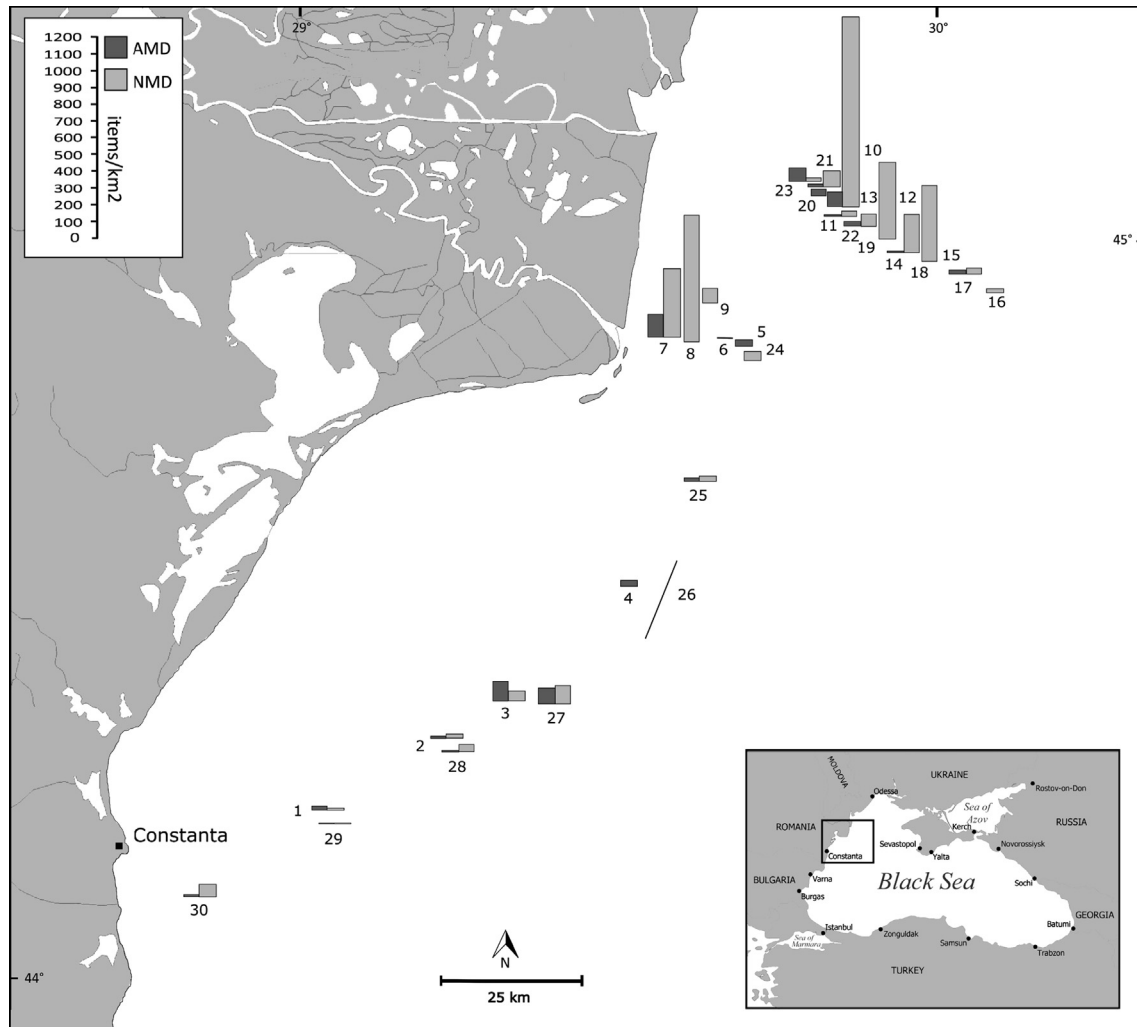 29°
30°
1200
1100
1000
900
800
700
600
500
400
300
200
100
0
items/km2
AMD
NMD
21
10
23
20
13
12
11
22
19
14
18
15
17
16
45°
9
7
8
6
5
24
25
4
26
3
27
2
28
1
29
Constanta
30
N
25 km
44°
MOLDOVA
UKRAINE
Odessa
Rostov-on-Don
Sea of
Azov
ROMANIA
Kerch
RUSSIA
Constanta
Sevastopol
Yalta
Novorossiysk
BULGARIA
Varna
Burgas
Black Sea
Sochi
GEORGIA
Batumi
Istanbul
Zonguldak
Samsun
Trabzon
Sea of
Marmara
TURKEY